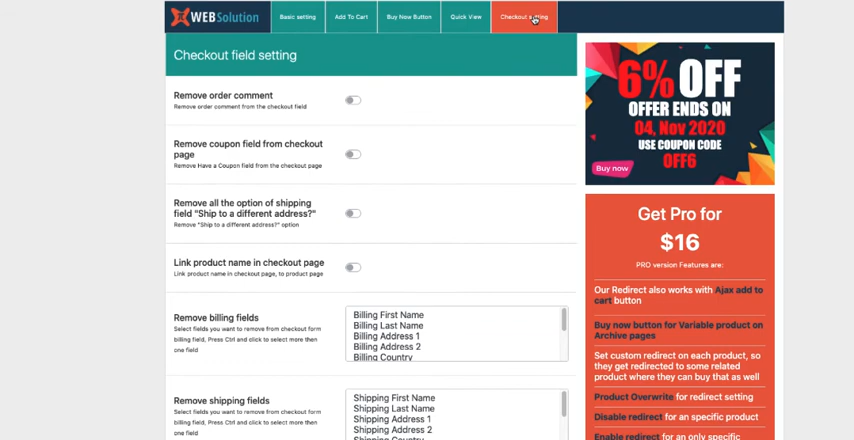 WEBSolution
Basic setting
Add To Cart
Buy Now Button
Quick View
Checkout setting
Checkout field setting
Remove order comment
Remove order comment from the checkout field
Remove coupon field from checkout
page
Remove Have a Coupon field from the checkout page
Remove all the option of shipping
field "Ship to a different address?"
Remove "Ship to a different address?" option
Link product name in checkout page
Link product name in checkout page, to product page
Remove billing fields
Select fields you want to remove from checkout form
billing field, Press Ctrl and click to select more then
one field
Billing First Name
Billing Last Name
Billing Address 1
Billing Address 2
Billing Country
Remove shipping fields
Select fields you want to remove from checkout form
billing field, Press Ctrl and click to select more then
one field
Shipping First Name
Shipping Last Name
Shipping Address 1
Shipping Address 2
Shipping Country
6% OFF
OFFER ENDS ON
04, Nov 2020
USE COUPON CODE
OFF6
Buy now
Get Pro for
$16
PRO version Features are:
Our Redirect also works with Ajax add to
cart button
Buy now button for Variable product on
Archive pages
Set custom redirect on each product, so
they get redirected to some related
product where they can buy that as well
Product Overwrite for redirect setting
Disable redirect for an specific product
Enable redirect for an only specific